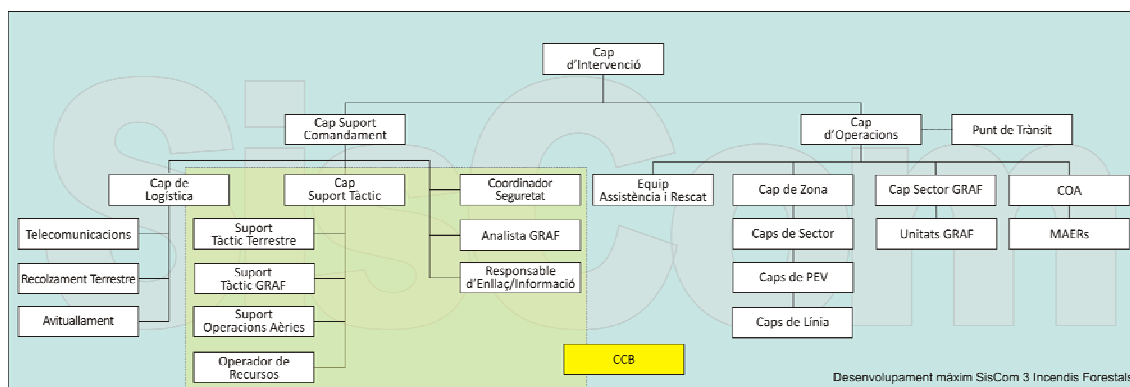 Cap
d'Intervenció
Cap Suport
Comandament
Cap
d'Operacions
Punt de Trànsit
Cap de
Logística
Cap
Suport Tàctic
Coordinador
Seguretat
Equip
Assistència i Rescat
Cap de Zona
Cap Sector GRAF
COA
Telecomunicacions
Suport
Tàctic Terrestre
Analista GRAF
Caps de Sector
Unitats GRAF
MAERs
Recolzament Terrestre
Suport
Tàctic GRAF
Responsable
d'Enllaç/Informació
Caps de PEV
Avituallament
Suport
Operacions Aèries
Caps de Línia
Operador de
Recursos
CCB
SisCom
Desenvolupament màxim SisCom 3 Incendis Forestals